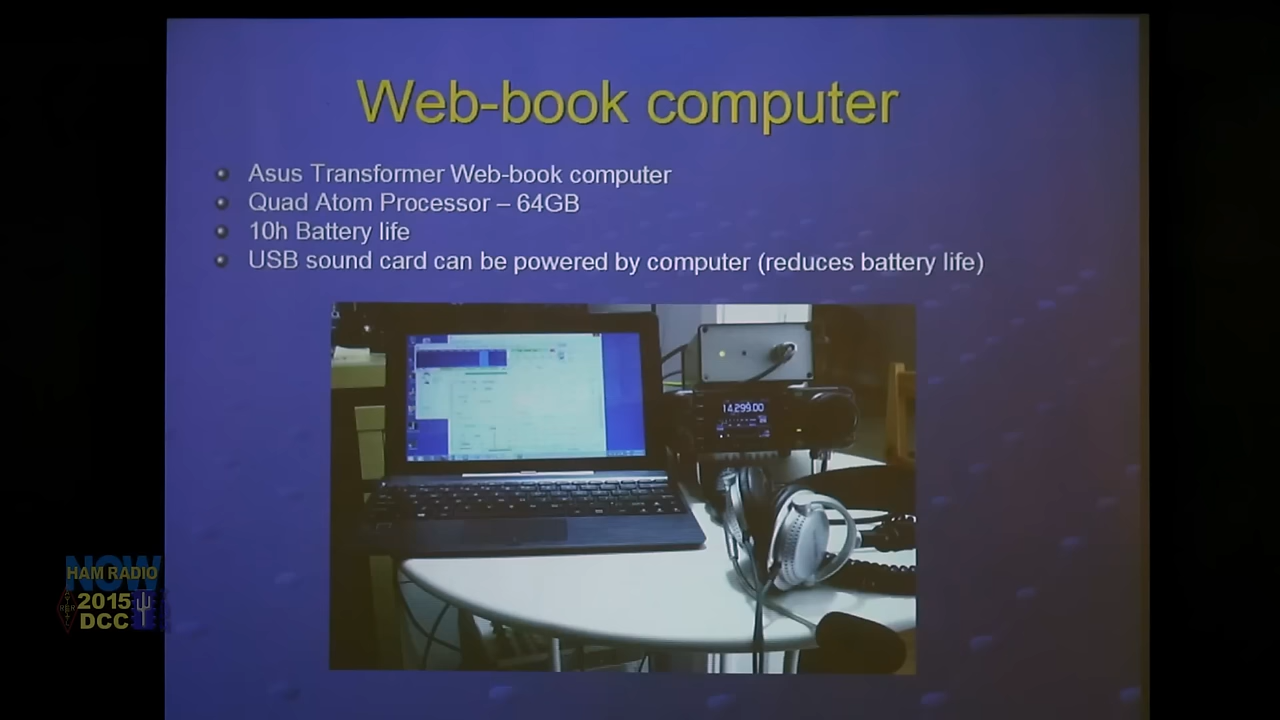 Web-book computer
Asus Transformer Web-book computer
Quad Atom Processor – 64GB
10h Battery life
USB sound card can be powered by computer (reduces battery life)
14.299.00
NOW
HAM RADIO
2015
DCC